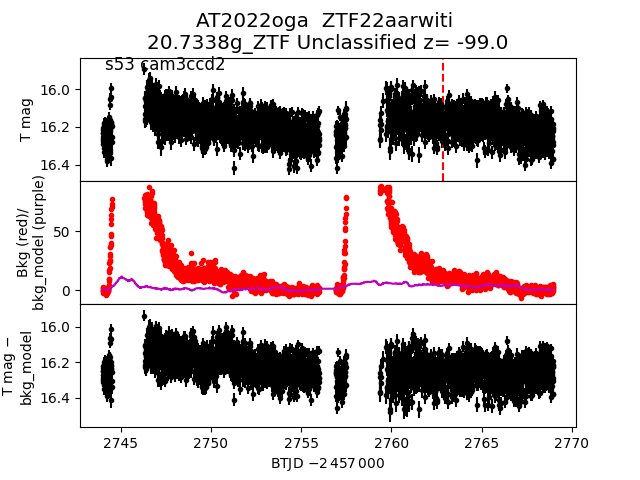 AT2022oga  ZTF22aarwiti
20.7338g_ZTF Unclassified z= -99.0
s53 cam3ccd2
16.0
16.2
16.4
T mag
50
0
Bkg (red)/
bkg_model (purple)
16.0
16.2
16.4
T mag −
bkg_model
2745 2750 2755 2760 2765 2770
BTJD −2 457 000